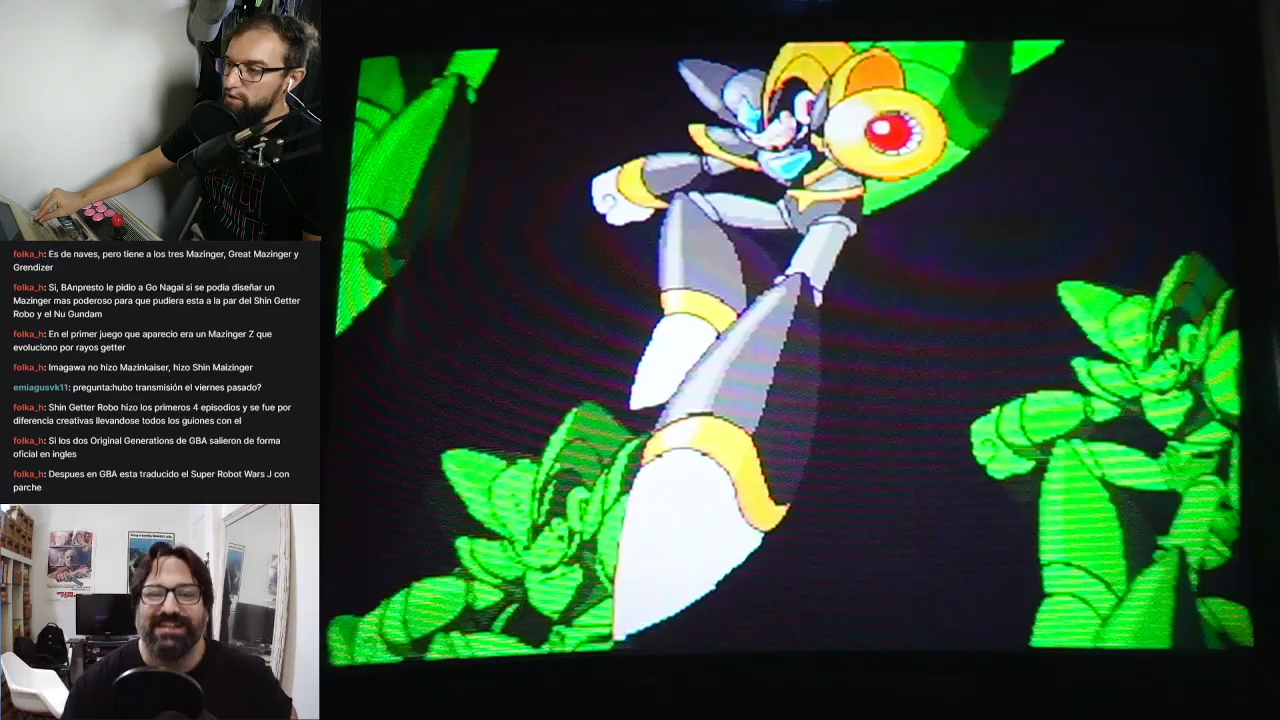 folka_h: Es de naves, pero tiene a los tres Mazinger, Great Mazinger y
Grendizer
folka_h: Si, BAnpresto le pidio a Go Nagai si se podia diseñar un
Mazinger mas poderoso para que pudiera esta a la par del Shin Getter
Robo y el Nu Gundam
folka_h: En el primer juego que aparecio era un Mazinger Z que
evoluciono por rayos getter
folka_h: Imagawa no hizo Mazinkaiser, hizo Shin Maizinger
emiagusvk11: pregunta:hubo transmisión el viernes pasado?
folka_h: Shin Getter Robo hizo los primeros 4 episodios y se fue por
diferencia creativas llevandose todos los guiones con el
folka_h: Si los dos Original Generations de GBA salieron de forma
oficial en ingles
folka_h: Despues en GBA esta traducido el Super Robot Wars J con
parche